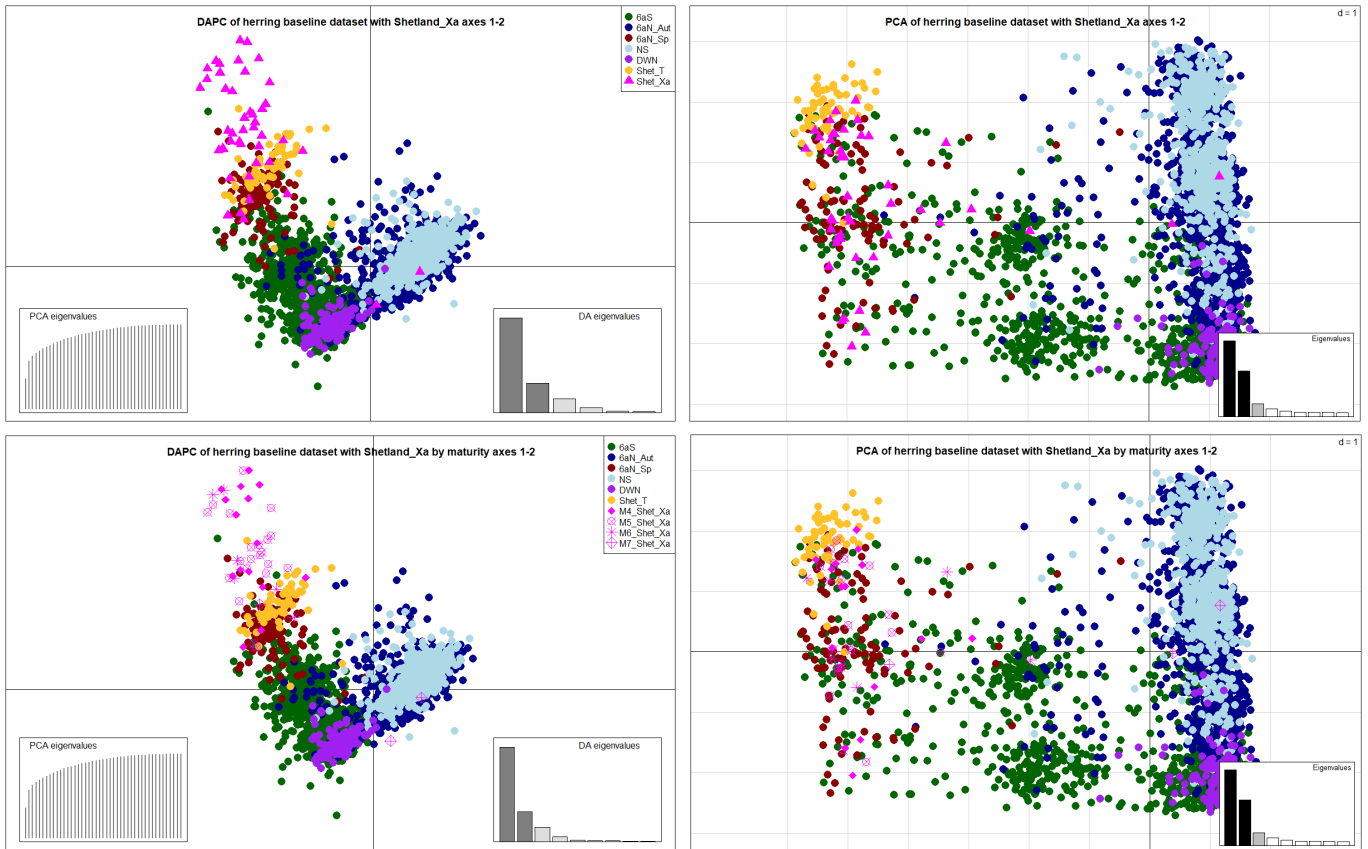 DAPC of herring baseline dataset with Shetland_Xa axes 1-2
6aS
6aN_Aut
6aN_Sp
NS
DWN
Shet_T
Shet_Xa
PCA eigenvalues
DA eigenvalues
PCA of herring baseline dataset with Shetland_Xa axes 1-2
d = 1
Eigenvalues
DAPC of herring baseline dataset with Shetland_Xa by maturity axes 1-2
6aS
6aN_Aut
6aN_Sp
NS
DWN
Shet_T
M4_Shet_Xa
M5_Shet_Xa
M6_Shet_Xa
M7_Shet_Xa
PCA eigenvalues
DA eigenvalues
PCA of herring baseline dataset with Shetland_Xa by maturity axes 1-2
d = 1
Eigenvalues